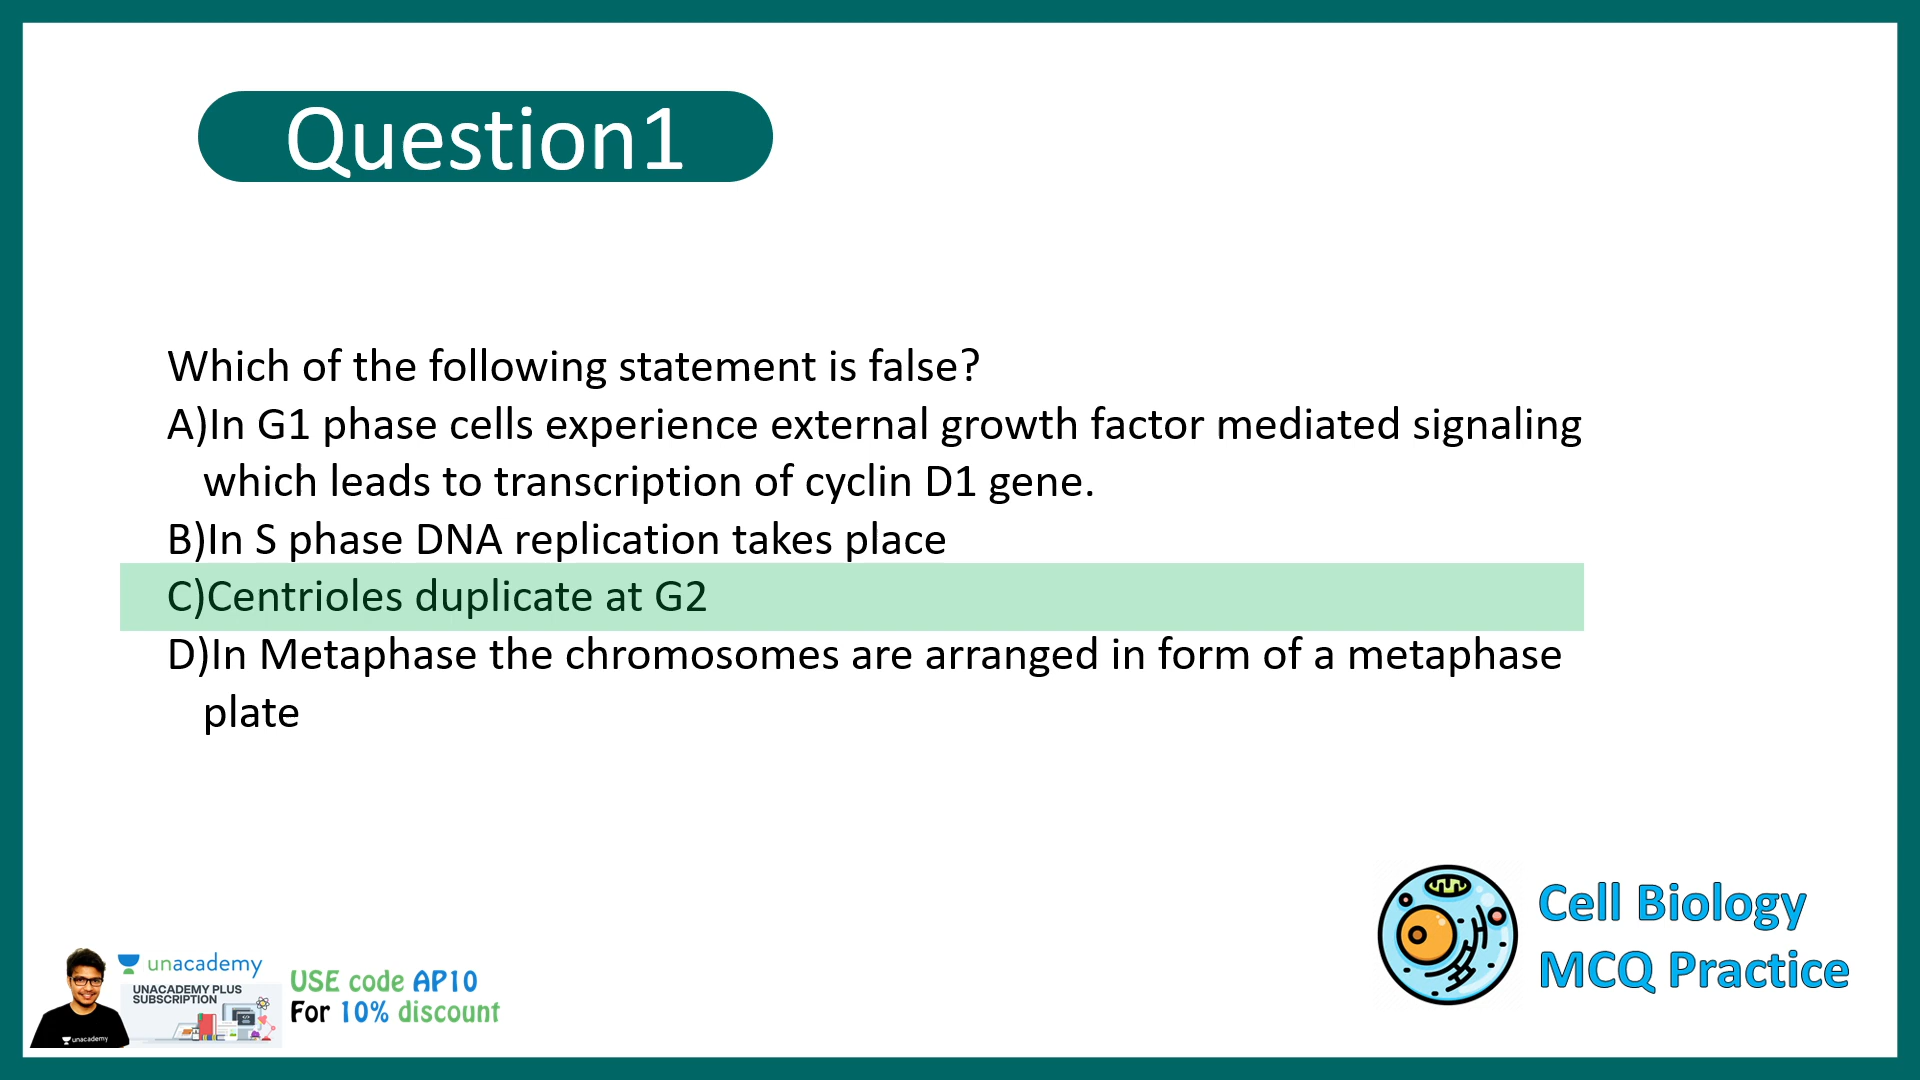 Question1
Which of the following statement is false?
A)In G1 phase cells experience external growth factor mediated signaling
which leads to transcription of cyclin D1 gene.
B)In S phase DNA replication takes place
C)Centrioles duplicate at G2
D)In Metaphase the chromosomes are arranged in form of a metaphase
plate
unacademy
UNACADEMY PLUS
SUBSCRIPTION
unacademy
USE code AP10
For 10% discount
Cell Biology
MCQ Practice